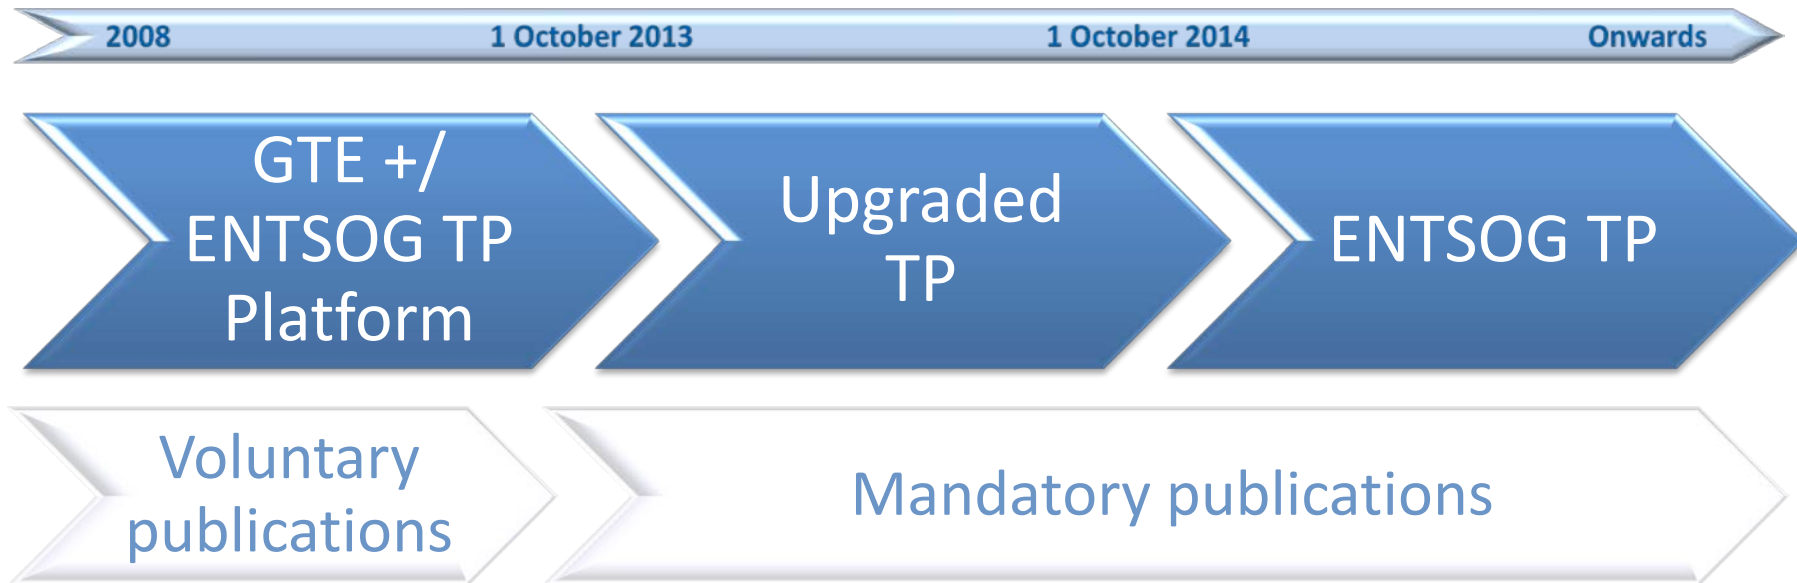 2008 1 October 2013 1 October 2014 Onwards
GTE +/
ENTSOG TP
Platform
Upgraded
TP
ENTSOG TP
Voluntary
publications
Mandatory publications